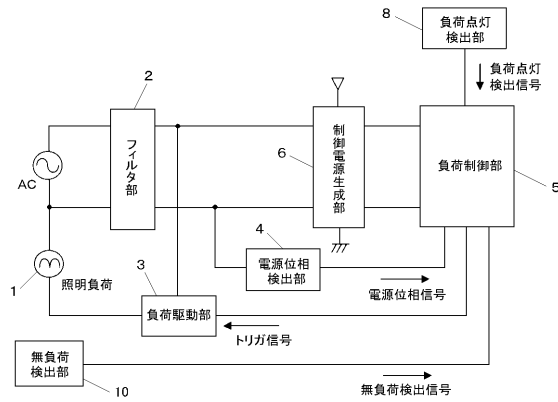 8
負荷点灯
検出部
負荷点灯
検出信号
2
フィルタ部
6
制御電源生成部
負荷制御部
5
AC
4
電源位相
検出部
電源位相信号
1
照明負荷
3
負荷駆動部
トリガ信号
無負荷
検出部
10
無負荷検出信号